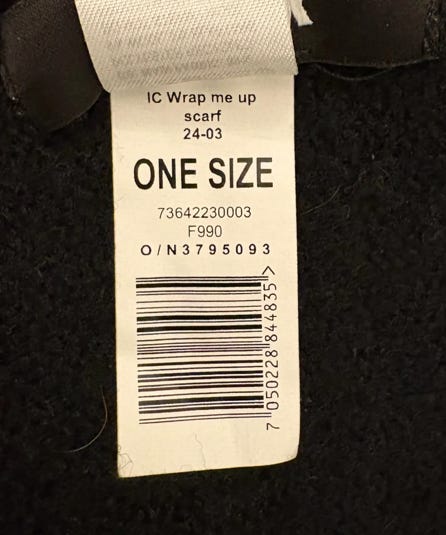 IC Wrap me up
scarf
24-03
ONE SIZE
73642230003
F990
O/N3795093
7 050228 844835 >